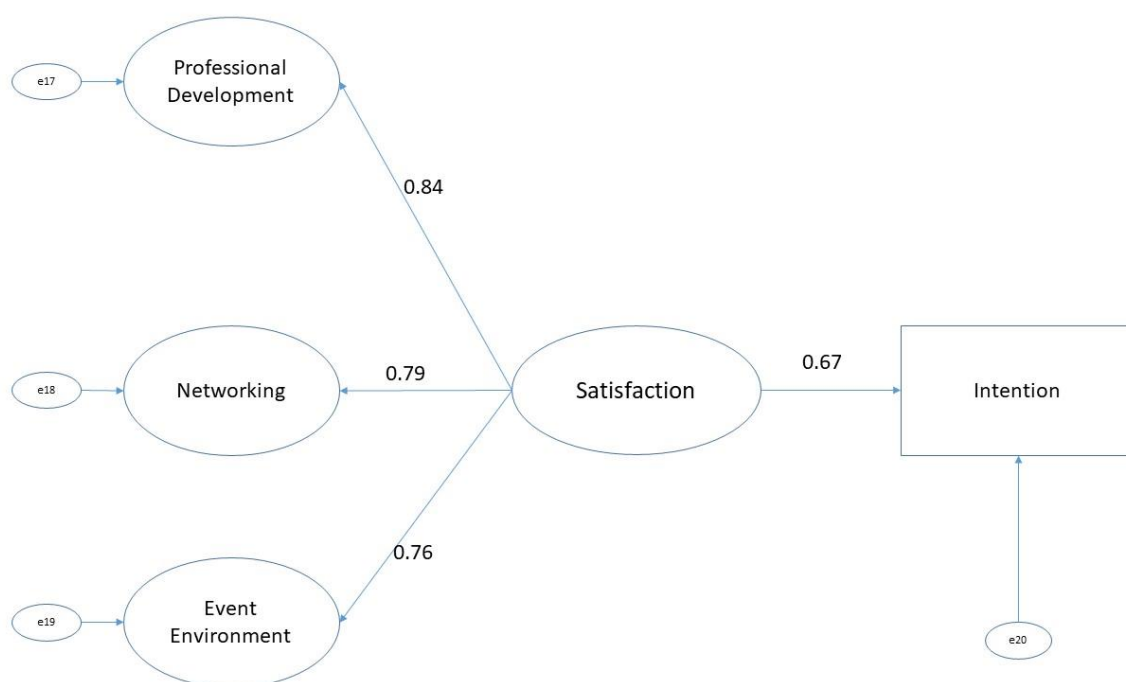 Professional
Development
e17
0.84
0.79
0.67
e18
Networking
Satisfaction
Intention
0.76
Event
Environment
e19
e20